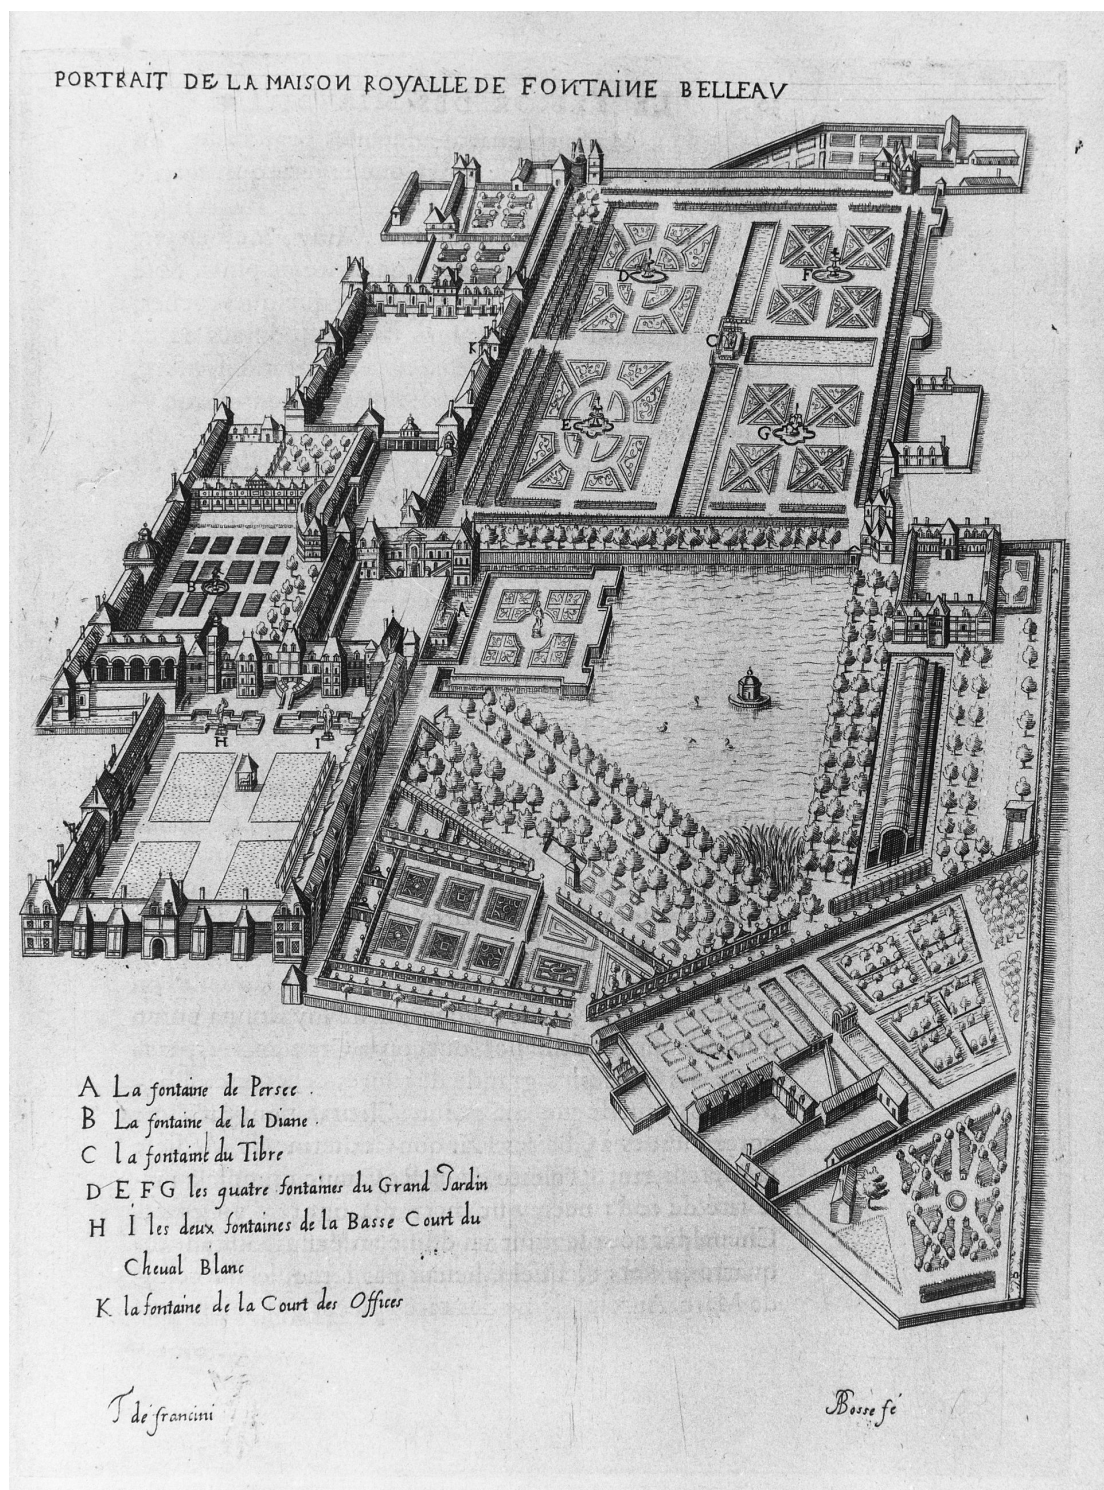 PORTRAIT DE LA MAISON ROYALLE DE FONTAINE BELLEAV
D
F
C
K
E
G
B
A
H I
A La fontaine de Persee .
B La fontaine de la Diane .
C la fontaine du Tibre
D E F G les quatre fontaines du Grand Jardin
H I les deux fontaines de la Basse Court du
Cheual Blanc
K la fontaine de la Court des Offices
T de francini
ABosse fé